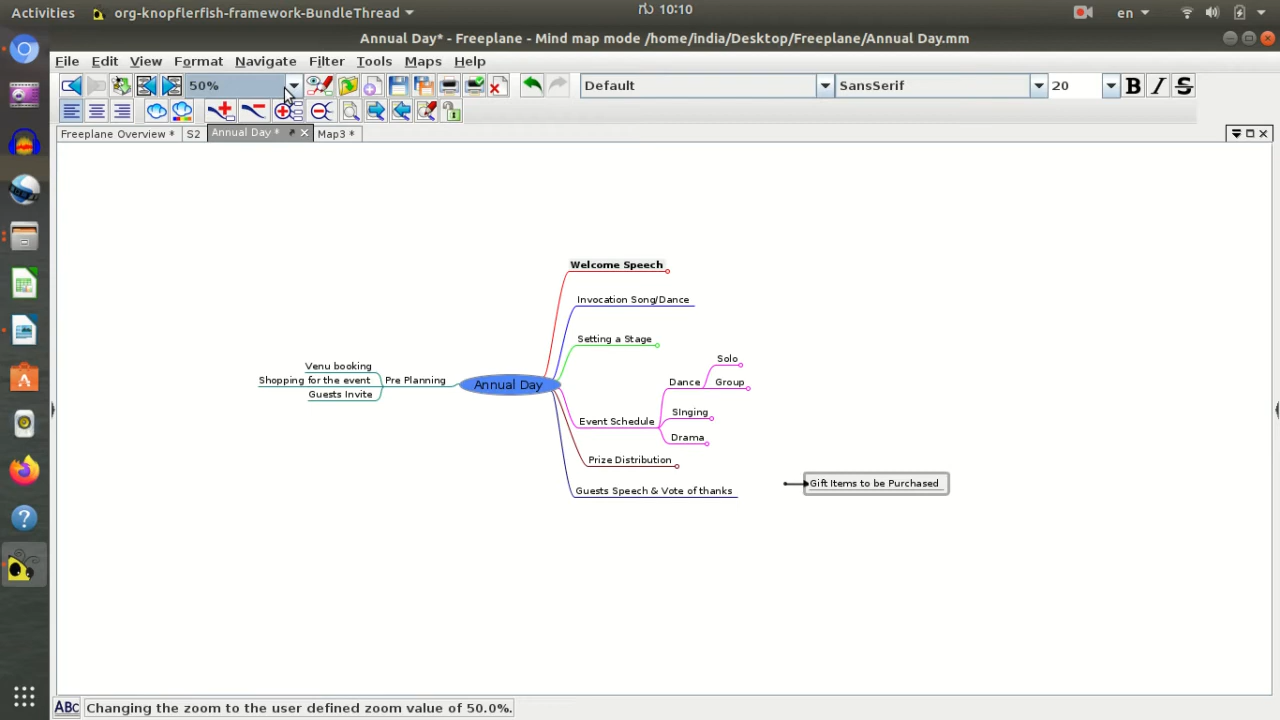 Activities org-knopflerfish-framework-BundleThread 10:10 en
Annual Day* - Freeplane - Mind map mode /home/india/Desktop/Freeplane/Annual Day.mm
File Edit View Format Navigate Filter Tools Maps Help
50% Default SansSerif 20 B I S
Freeplane Overview * S2 Annual Day * Map3 *
Welcome Speech
Invocation Song/Dance
Setting a Stage
Solo
Venu booking
Shopping for the event Pre Planning Annual Day Dance Group
Guests Invite
SInging
Event Schedule
Drama
Prize Distribution
Gift Items to be Purchased
Guests Speech & Vote of thanks
ABC Changing the zoom to the user defined zoom value of 50.0%.